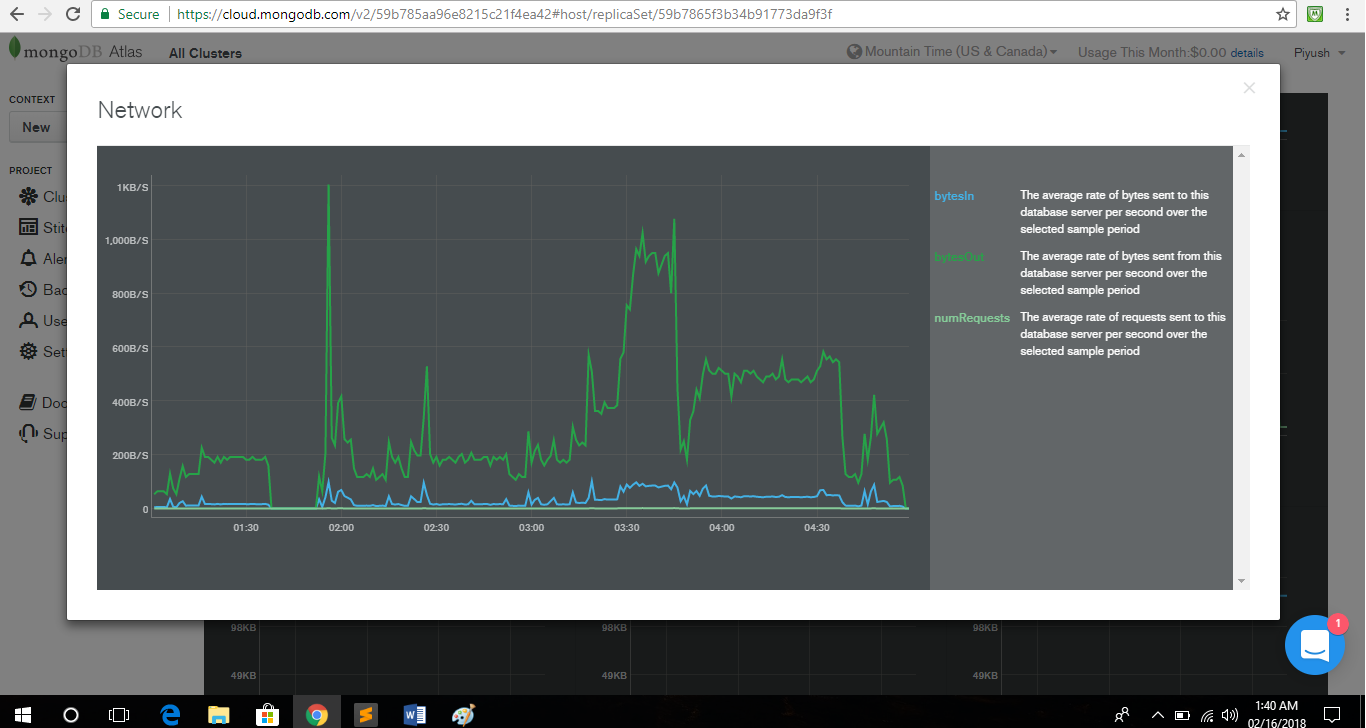 Secure
https://cloud.mongodb.com/v2/59b785aa96e8215c21f4ea42#host/replicaSet/59b7865f3b34b91773da9f3f
mongoDB Atlas
All Clusters
Mountain Time (US & Canada)
Usage This Month:$0.00 details
Piyush
CONTEXT
New
PROJECT
Clu
Stit
Aler
Bac
Use
Sett
Doc
Sup
Network
×
1KB/S
1,000B/S
800B/S
600B/S
400B/S
200B/S
0
01:30
02:00
02:30
03:00
03:30
04:00
04:30
bytesIn
The average rate of bytes sent to this
database server per second over the
selected sample period
bytesOut
The average rate of bytes sent from this
database server per second over the
selected sample period
numRequests
The average rate of requests sent to this
database server per second over the
selected sample period
98KB
98KB
98KB
49KB
49KB
49KB
1
1:40 AM
02/16/2018